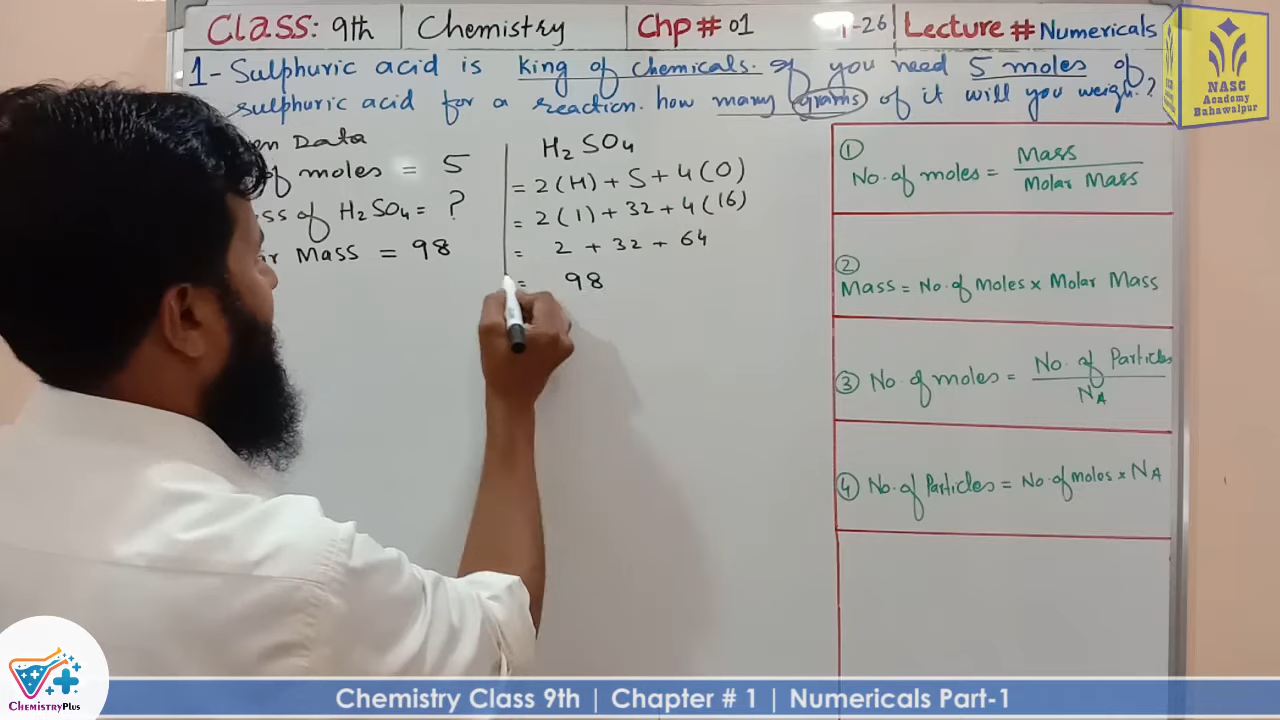 Class: 9th | Chemistry Chp # 01 -26 Lecture # Numericals
1- Sulphuric acid is king of chemicals. If you need 5 moles of
sulphuric acid for a reaction. how many grams of it will you weigh?
Data
of moles = 5
of H2SO4 = ?
Mass = 98
H2SO4
= 2(H) + S + 4(O)
= 2(1) + 32 + 4(16)
= 2 + 32 + 64
= 98
① No. of moles = Mass / Molar Mass
② Mass = No. of Moles x Molar Mass
③ No. of moles = No. of Particles / NA
④ No. of Particles = No. of moles x NA
NASC
Academy
Bahawalpur
CHEMISTRYPLUS
Chemistry Class 9th | Chapter # 1 | Numericals Part-1